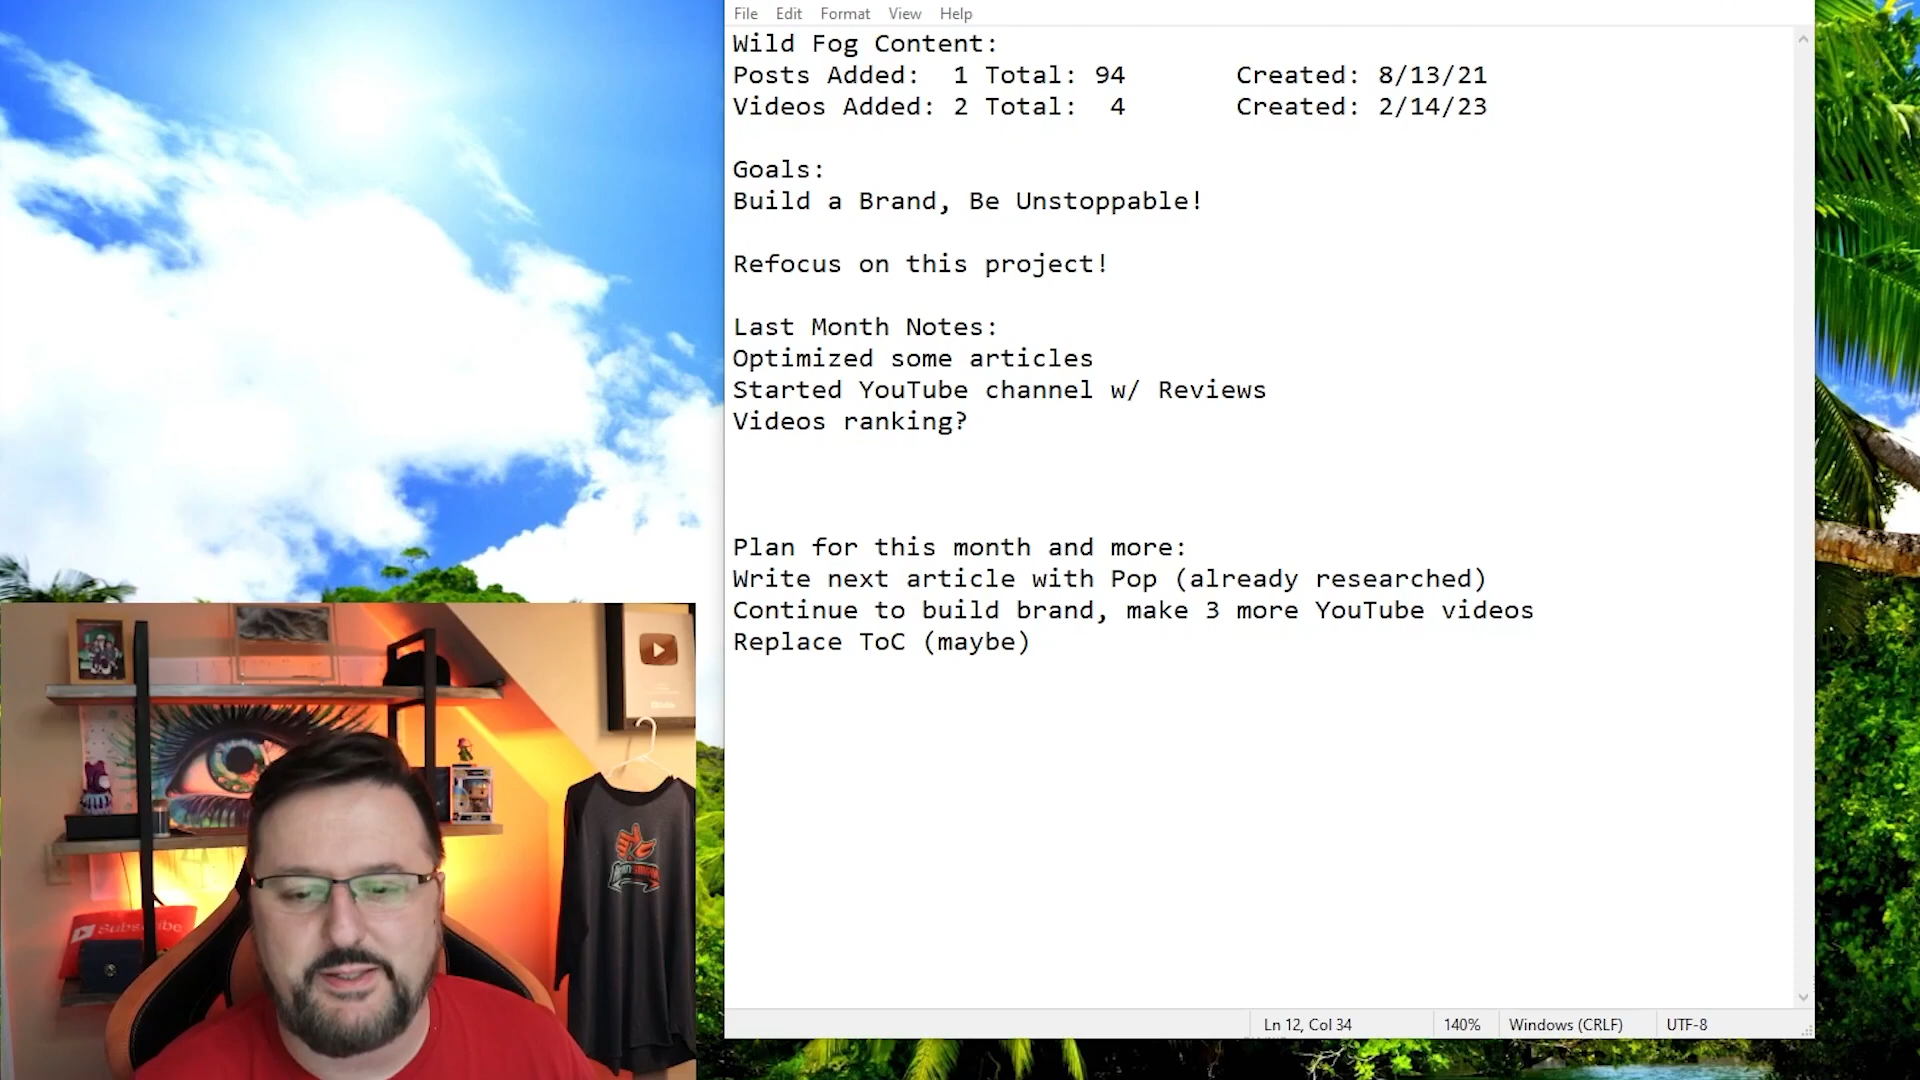 File Edit Format View Help
Wild Fog Content:
Posts Added: 1 Total: 94 Created: 8/13/21
Videos Added: 2 Total: 4 Created: 2/14/23
Goals:
Build a Brand, Be Unstoppable!
Refocus on this project!
Last Month Notes:
Optimized some articles
Started YouTube channel w/ Reviews
Videos ranking?
Plan for this month and more:
Write next article with Pop (already researched)
Continue to build brand, make 3 more YouTube videos
Replace ToC (maybe)
Subscribe
Ln 12, Col 34 140% Windows (CRLF) UTF-8